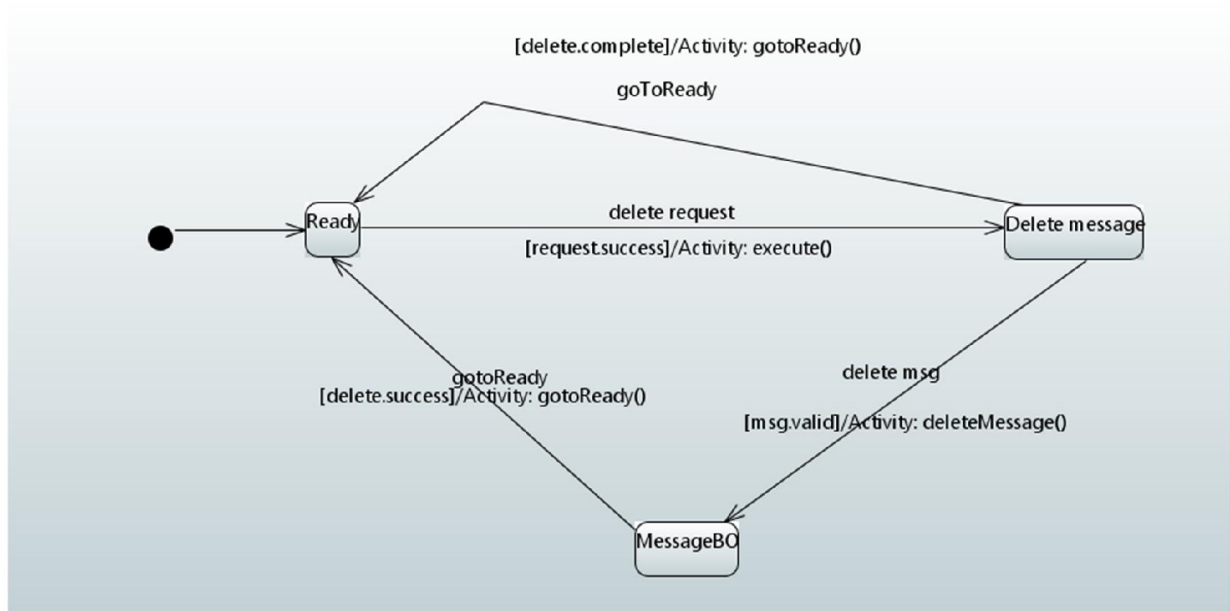 [delete.complete]/Activity: gotoReady()
goToReady
Ready
delete request
Delete message
[request.success]/Activity: execute()
gotoReady
[delete.success]/Activity: gotoReady()
delete msg
[msg.valid]/Activity: deleteMessage()
MessageBO